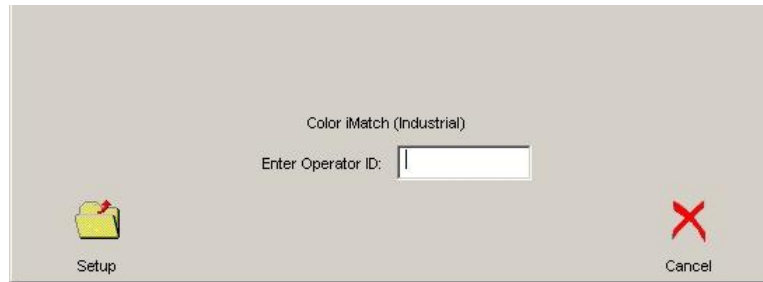 Color iMatch (Industrial)
Enter Operator ID:
Setup
Cancel